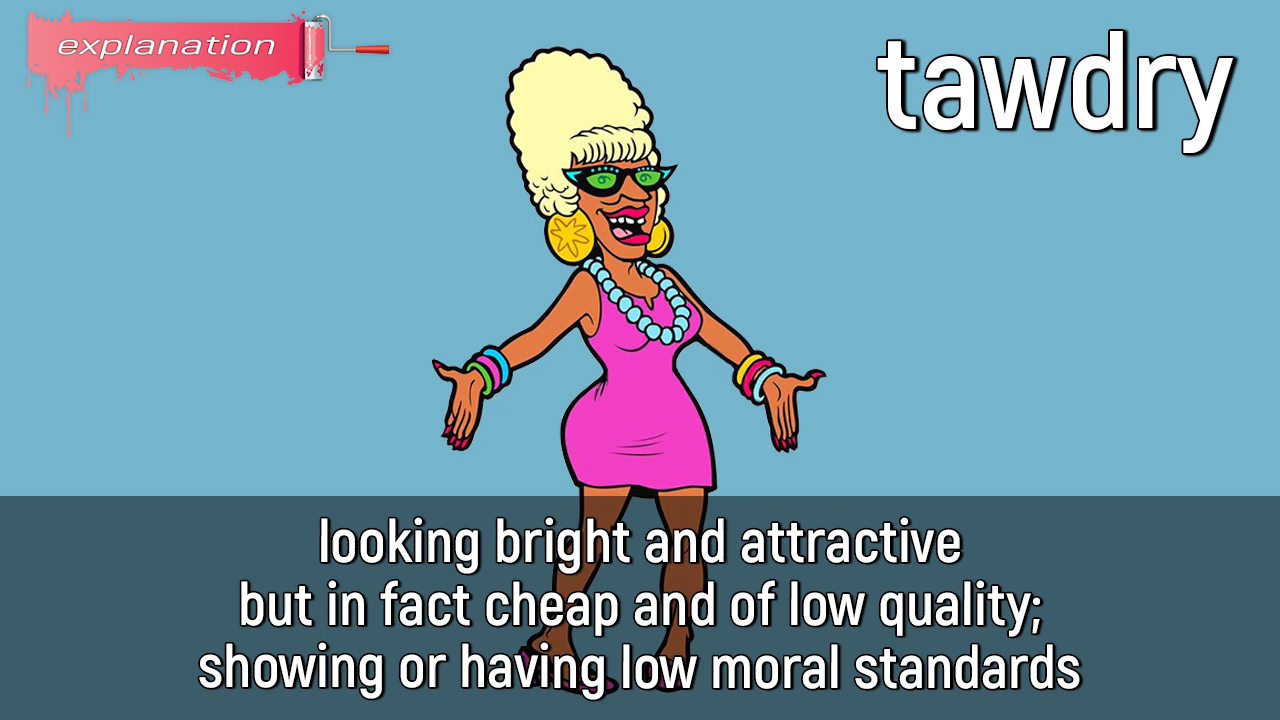 explanation
tawdry
looking bright and attractive
but in fact cheap and of low quality;
showing or having low moral standards